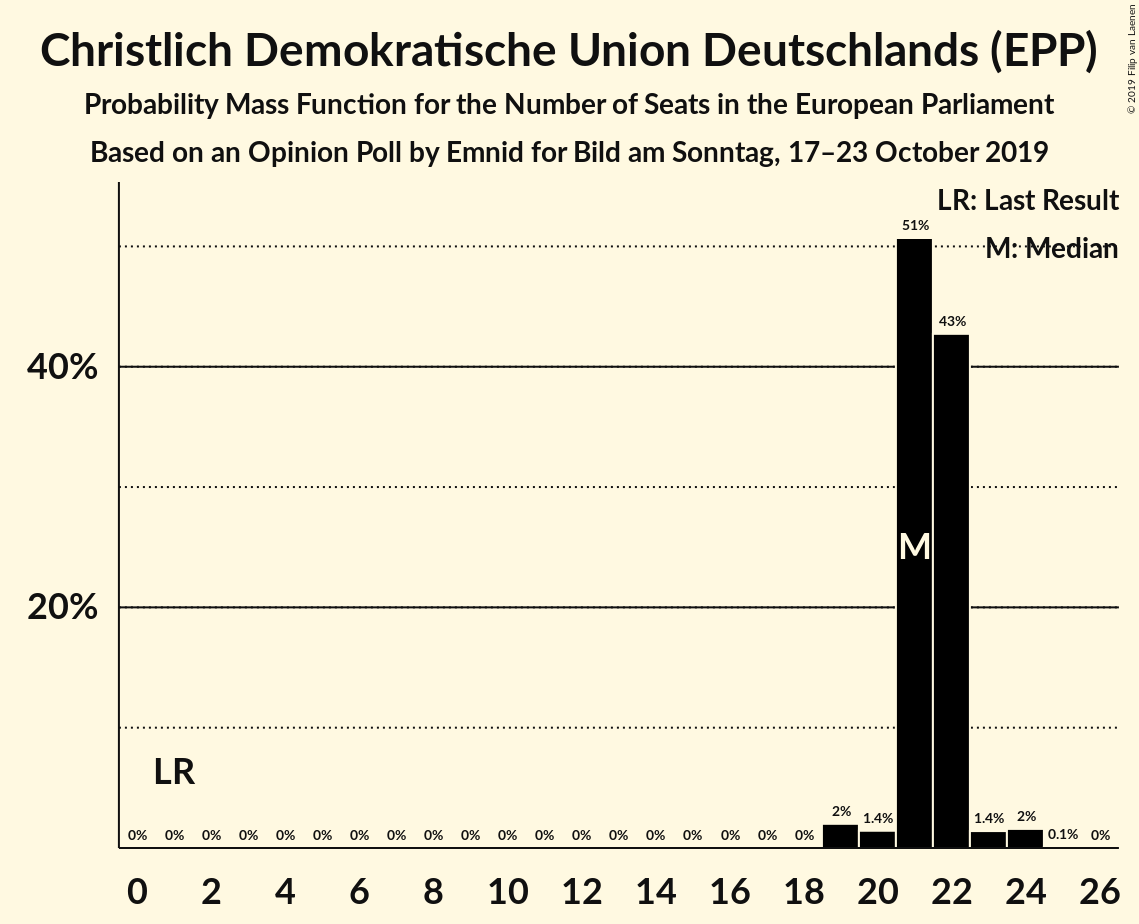 Christlich Demokratische Union Deutschlands (EPP)
Probability Mass Function for the Number of Seats in the European Parliament
Based on an Opinion Poll by Emnid for Bild am Sonntag, 17–23 October 2019
© 2019 Filip van Laenen
LR: Last Result
M: Median
51%
43%
40%
M
20%
LR
0% 0% 0% 0% 0% 0% 0% 0% 0% 0% 0% 0% 0% 0% 0% 0% 0% 0% 0% 2% 1.4% 1.4% 2% 0.1% 0%
0 2 4 6 8 10 12 14 16 18 20 22 24 26